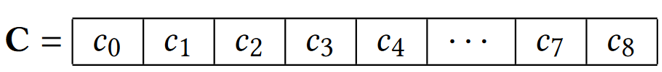 C = c₀ c₁ c₂ c₃ c₄ ⋯ c₇ c₈